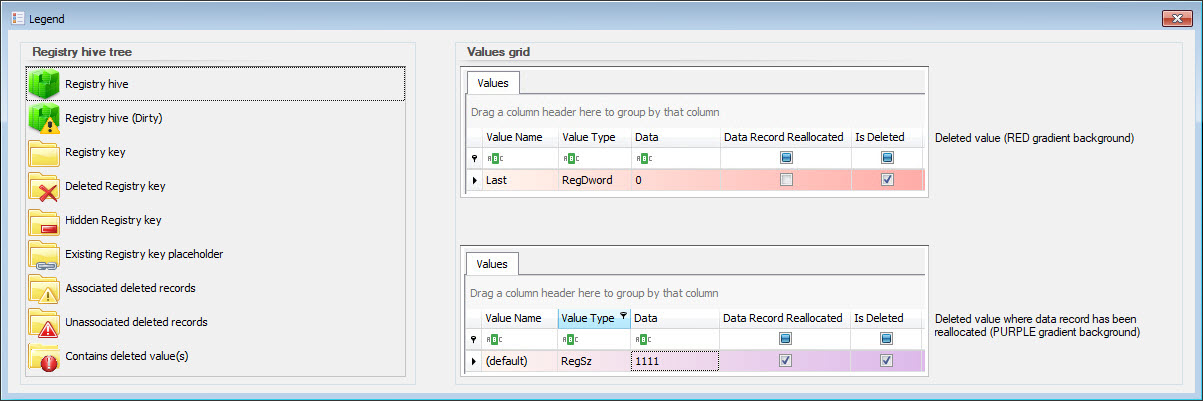 Legend
Registry hive tree
Registry hive
Registry hive (Dirty)
Registry key
Deleted Registry key
Hidden Registry key
Existing Registry key placeholder
Associated deleted records
Unassociated deleted records
Contains deleted value(s)
Values grid
Values
Drag a column header here to group by that column
Value Name Value Type Data Data Record Reallocated Is Deleted
ABC ABC ABC
Last RegDword 0
Deleted value (RED gradient background)
Values
Drag a column header here to group by that column
Value Name Value Type Data Data Record Reallocated Is Deleted
ABC ABC ABC
(default) RegSz 1111
Deleted value where data record has been
reallocated (PURPLE gradient background)